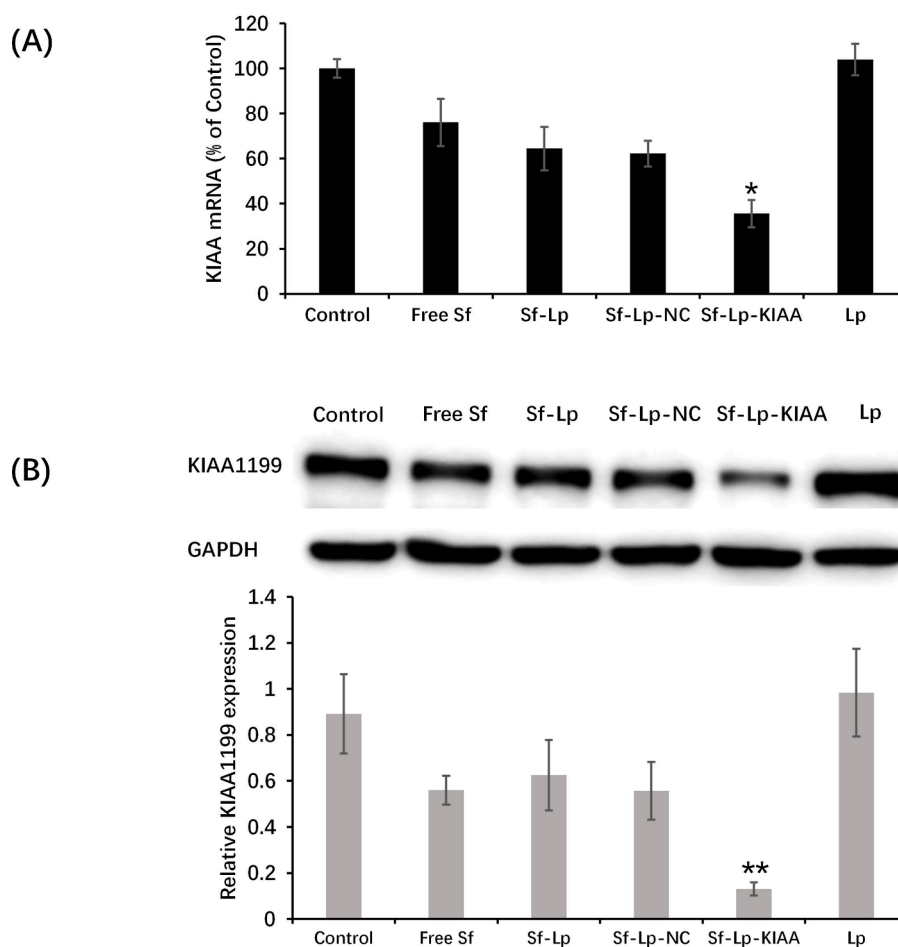 (A)
KIAA mRNA (% of Control)
120
100
80
60
40
20
0
*
Control Free Sf Sf-Lp Sf-Lp-NC Sf-Lp-KIAA Lp
(B)
Control Free Sf Sf-Lp Sf-Lp-NC Sf-Lp-KIAA Lp
KIAA1199
GAPDH
Relative KIAA1199 expression
1.4
1.2
1
0.8
0.6
0.4
0.2
0
**
Control Free Sf Sf-Lp Sf-Lp-NC Sf-Lp-KIAA Lp